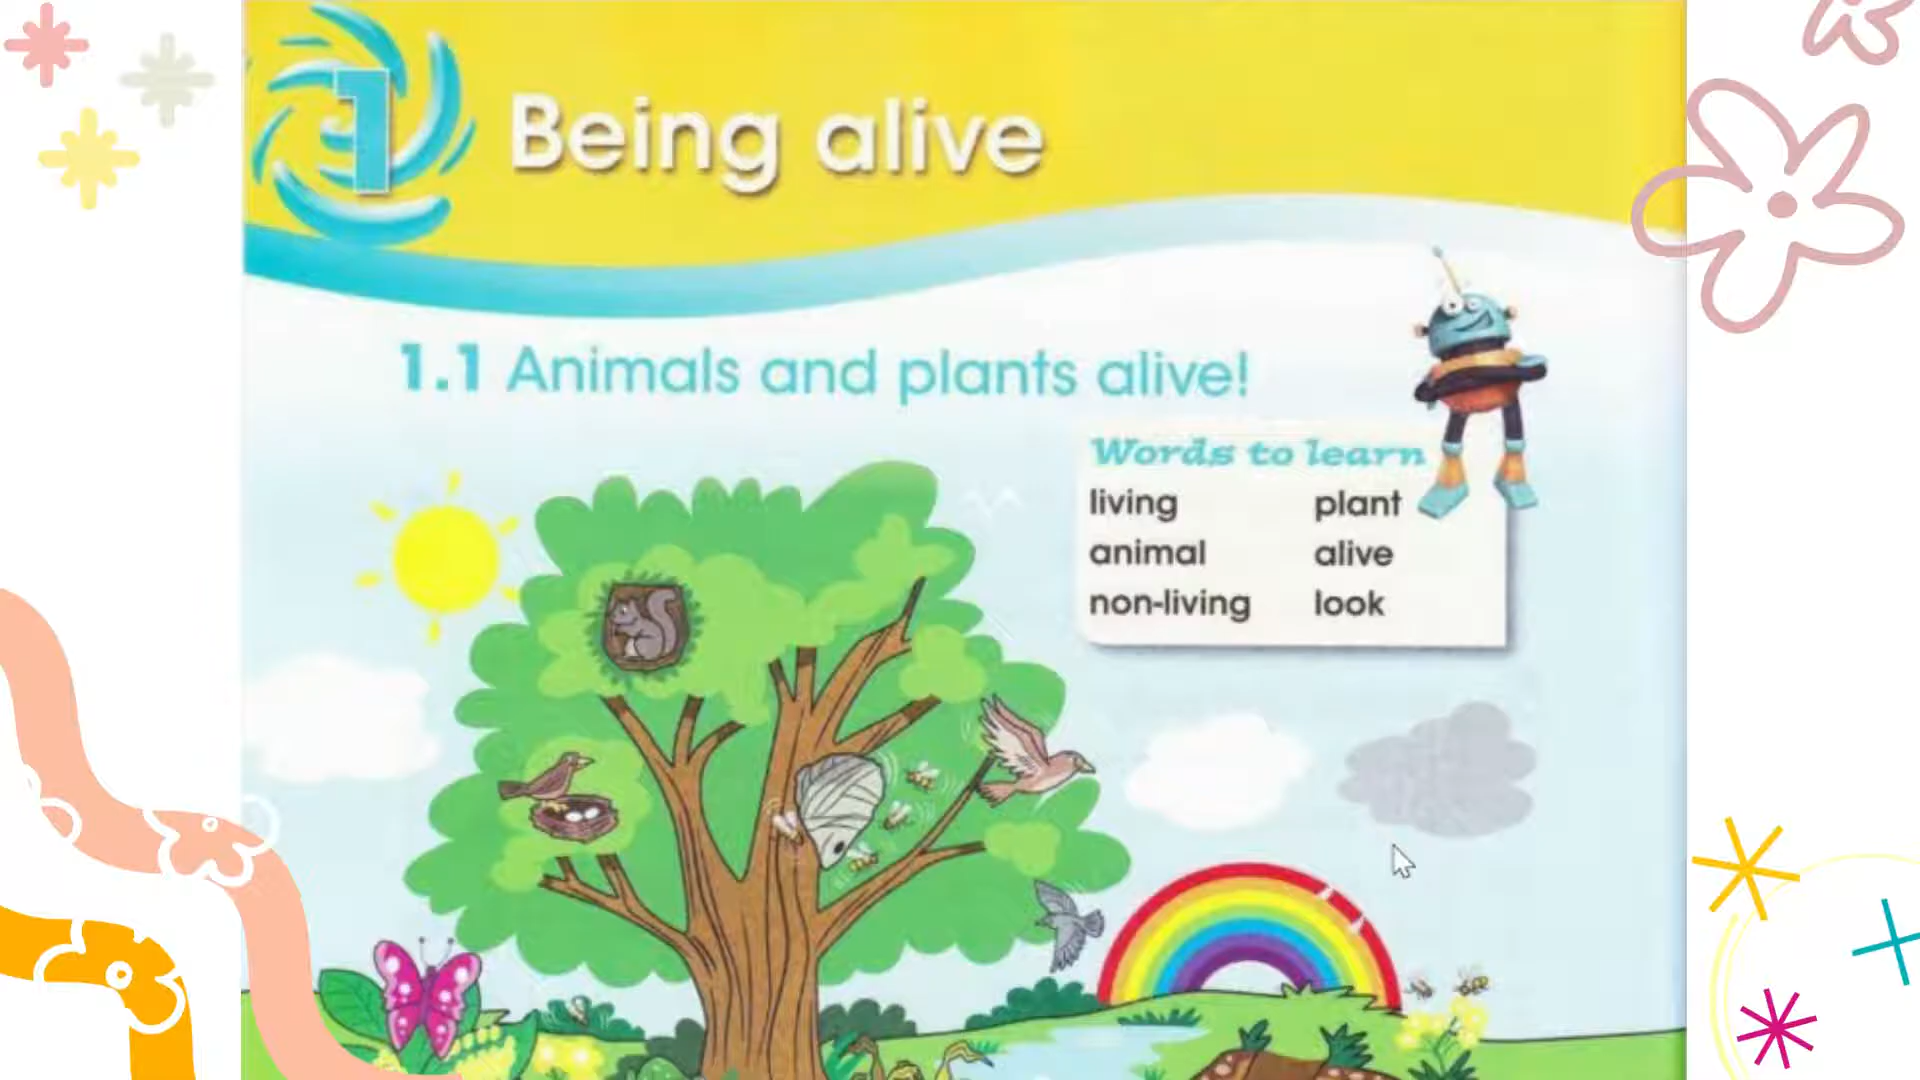 1 Being alive
1.1 Animals and plants alive!
Words to learn
living plant
animal alive
non-living look